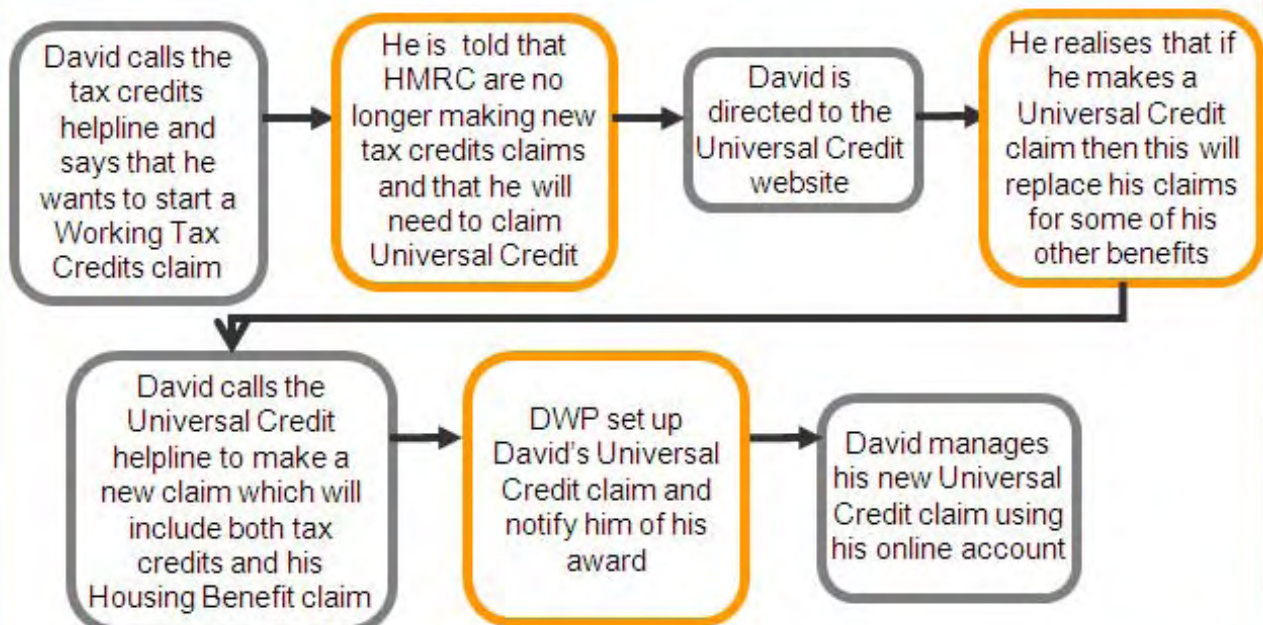 David calls the
tax credits
helpline and
says that he
wants to start a
Working Tax
Credits claim
He is told that
HMRC are no
longer making new
tax credits claims
and that he will
need to claim
Universal Credit
David is
directed to the
Universal Credit
website
He realises that if
he makes a
Universal Credit
claim then this will
replace his claims
for some of his
other benefits
David calls the
Universal Credit
helpline to make a
new claim which will
include both tax
credits and his
Housing Benefit claim
DWP set up
David's Universal
Credit claim and
notify him of his
award
David manages
his new Universal
Credit claim using
his online account